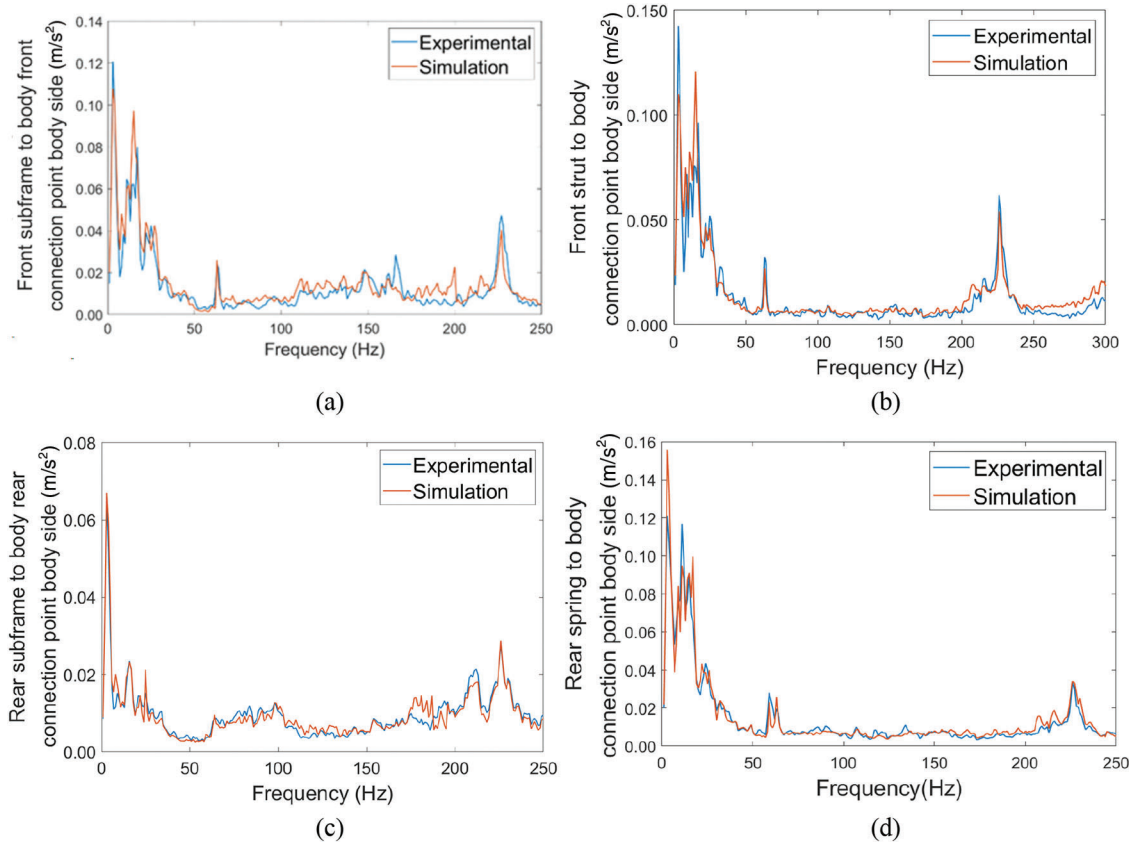 Front subframe to body front
connection point body side (m/s²)
0.14
0.12
0.10
0.08
0.06
0.04
0.02
0.00
0 50 100 150 200 250
Frequency (Hz)
Experimental
Simulation
(a)
Front strut to body
connection point body side (m/s²)
0.150
0.100
0.050
0.000
0 50 100 150 200 250 300
Frequency (Hz)
Experimental
Simulation
(b)
Rear subframe to body rear
connection point body side (m/s²)
0.08
0.06
0.04
0.02
0.00
0 50 100 150 200 250
Frequency (Hz)
Experimental
Simulation
(c)
Rear spring to body
connection point body side (m/s²)
0.16
0.14
0.12
0.10
0.08
0.06
0.04
0.02
0.00
0 50 100 150 200 250
Frequency(Hz)
Experimental
Simulation
(d)